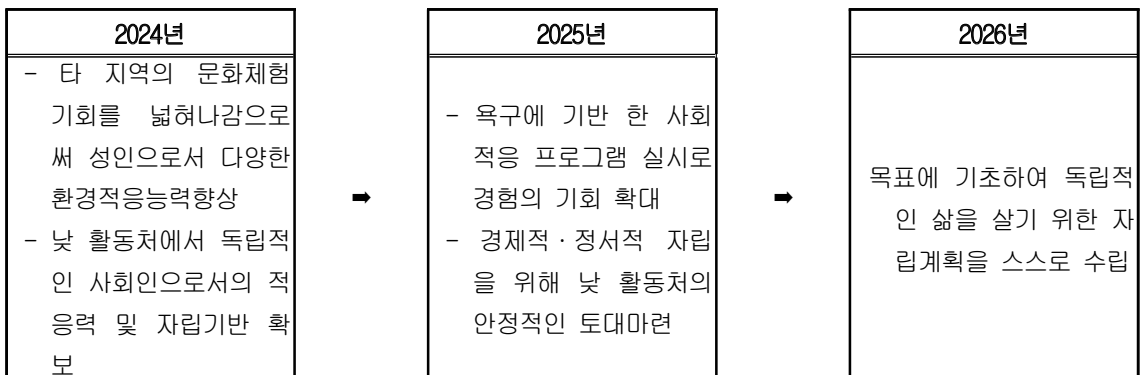 2024년
- 타 지역의 문화체험
기회를 넓혀나감으로
써 성인으로서 다양한
환경적응능력향상
- 낮 활동처에서 독립적
인 사회인으로서의 적
응력 및 자립기반 확
보
➡
2025년
- 욕구에 기반 한 사회
적응 프로그램 실시로
경험의 기회 확대
- 경제적·정서적 자립
을 위해 낮 활동처의
안정적인 토대마련
➡
2026년
목표에 기초하여 독립적
인 삶을 살기 위한 자
립계획을 스스로 수립